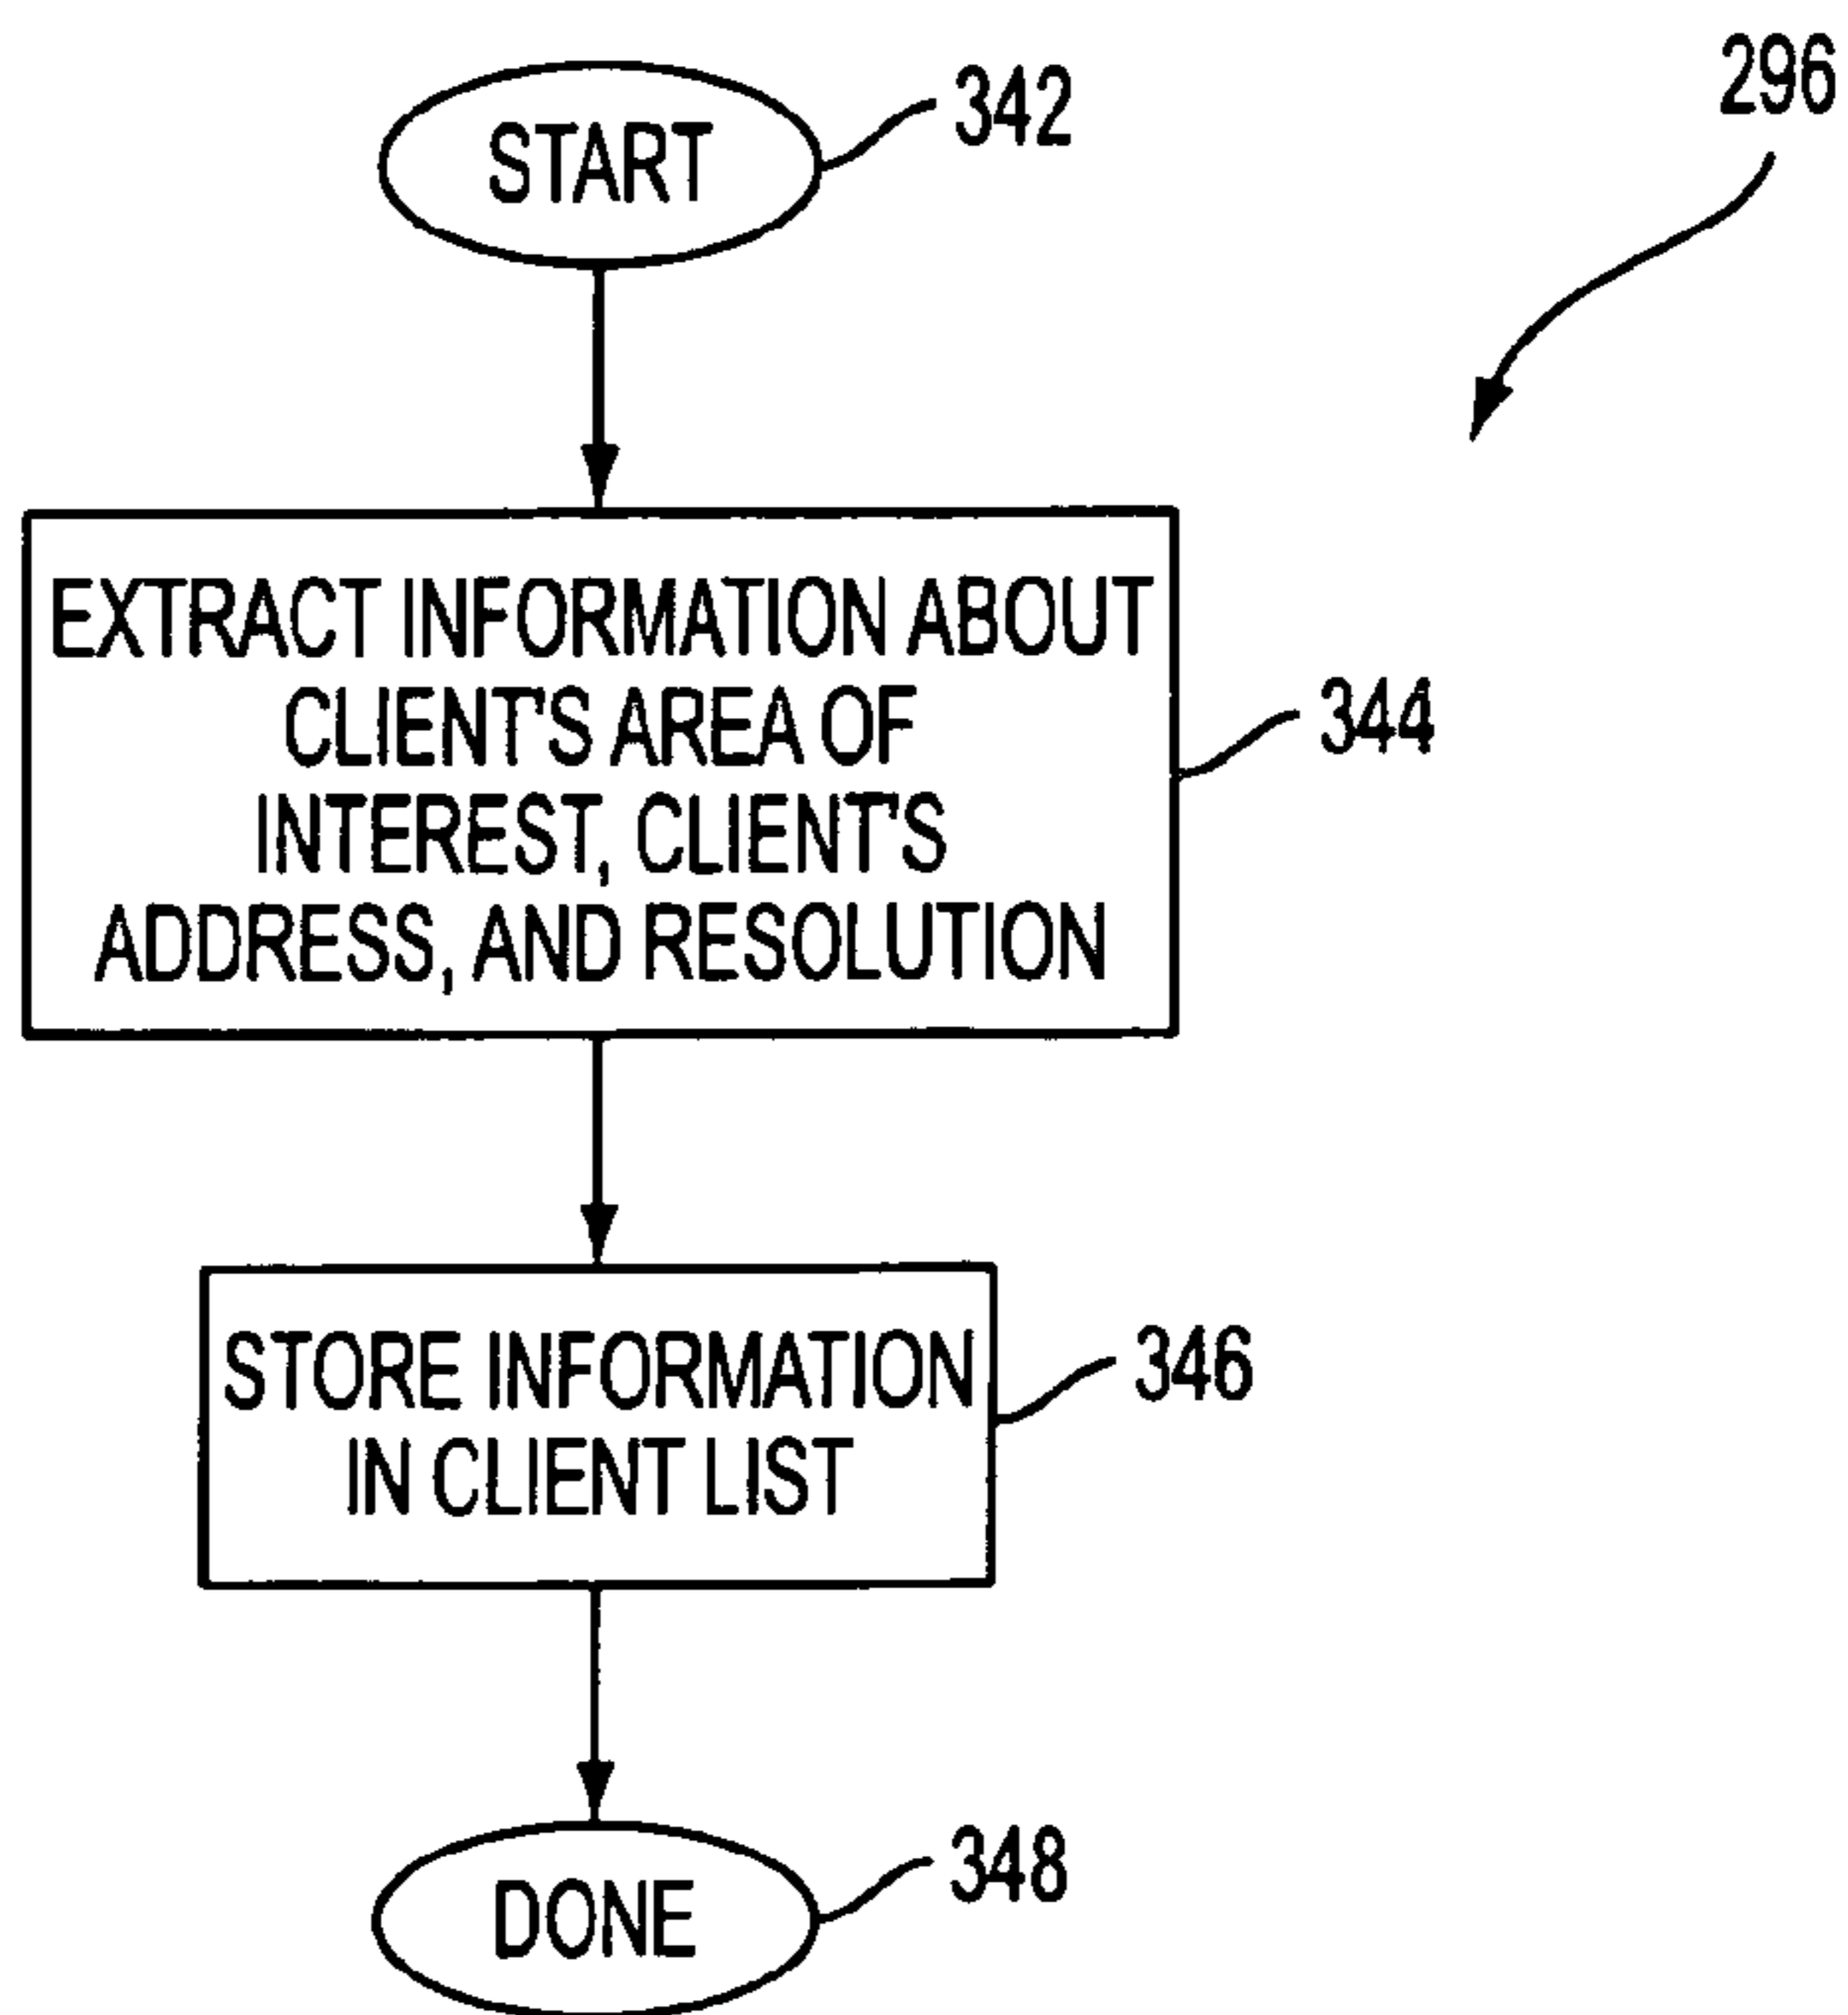 296
START
342
EXTRACT INFORMATION ABOUT
CLIENT'S AREA OF
INTEREST, CLIENT'S
ADDRESS, AND RESOLUTION
344
STORE INFORMATION
IN CLIENT LIST
346
DONE
348